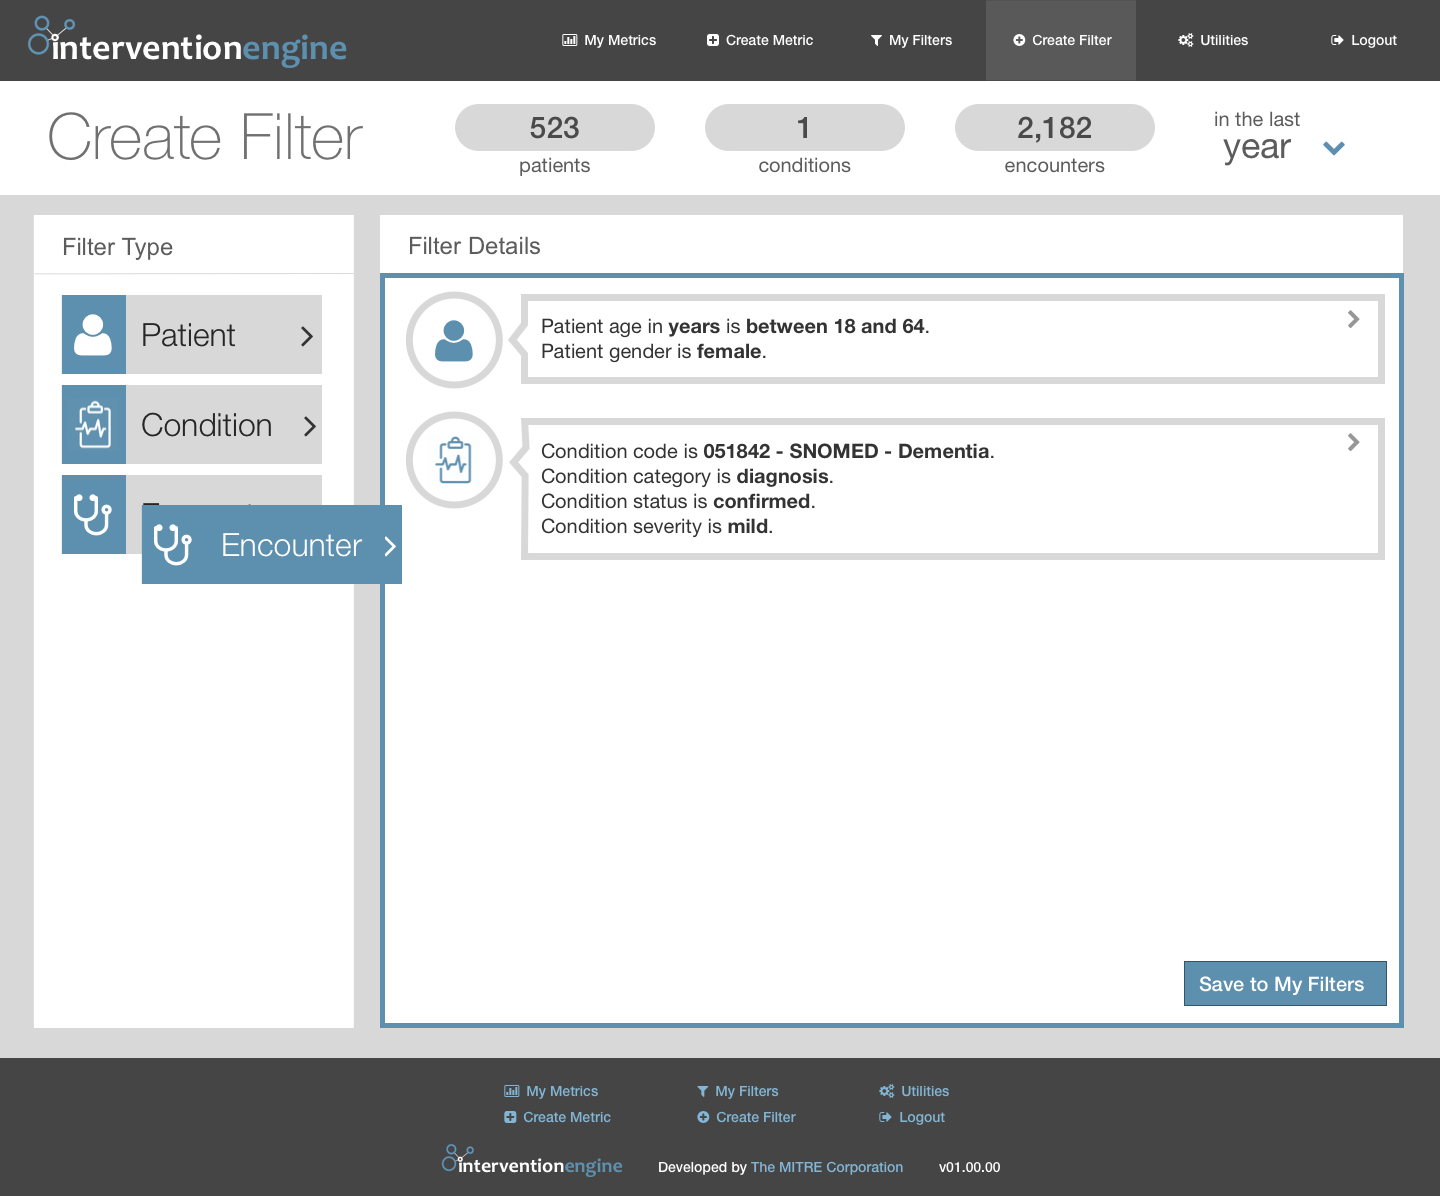 interventionengine
My Metrics
Create Metric
My Filters
Create Filter
Utilities
Logout
Create Filter
523
patients
1
conditions
2,182
encounters
in the last
year
Filter Type
Patient
Condition
Encounter
Filter Details
Patient age in years is between 18 and 64.
Patient gender is female.
Condition code is 051842 - SNOMED - Dementia.
Condition category is diagnosis.
Condition status is confirmed.
Condition severity is mild.
Save to My Filters
My Metrics
My Filters
Utilities
Create Metric
Create Filter
Logout
interventionengine
Developed by The MITRE Corporation
v01.00.00